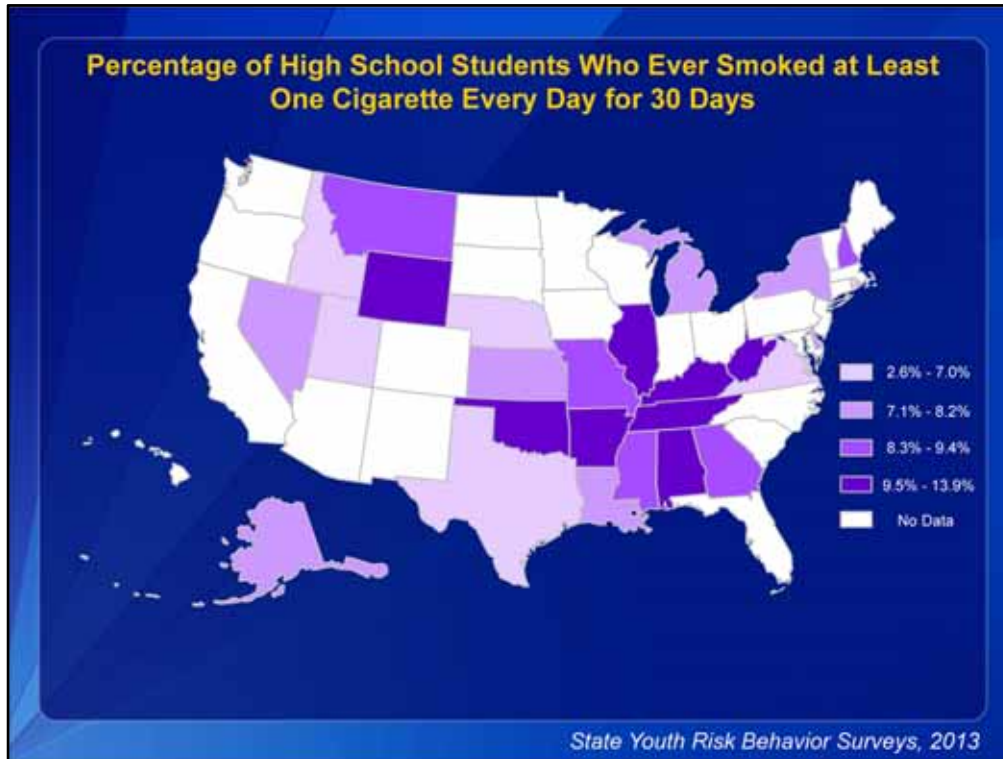 Percentage of High School Students Who Ever Smoked at Least
One Cigarette Every Day for 30 Days
2.6% - 7.0%
7.1% - 8.2%
8.3% - 9.4%
9.5% - 13.9%
No Data
State Youth Risk Behavior Surveys, 2013